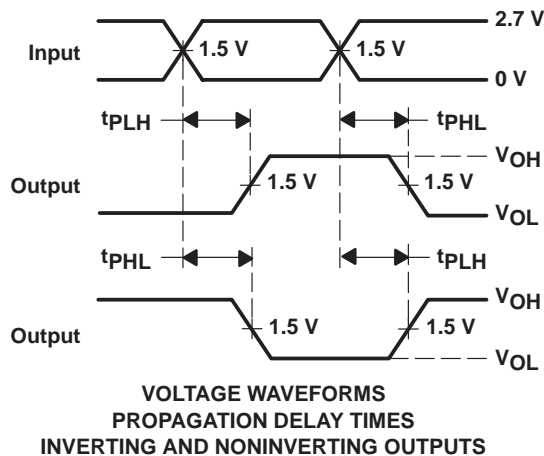 2.7 V
Input 1.5 V 1.5 V
0 V
tPLH tPHL
VOH
Output 1.5 V 1.5 V
VOL
tPHL tPLH
VOH
Output 1.5 V 1.5 V
VOL
VOLTAGE WAVEFORMS
PROPAGATION DELAY TIMES
INVERTING AND NONINVERTING OUTPUTS